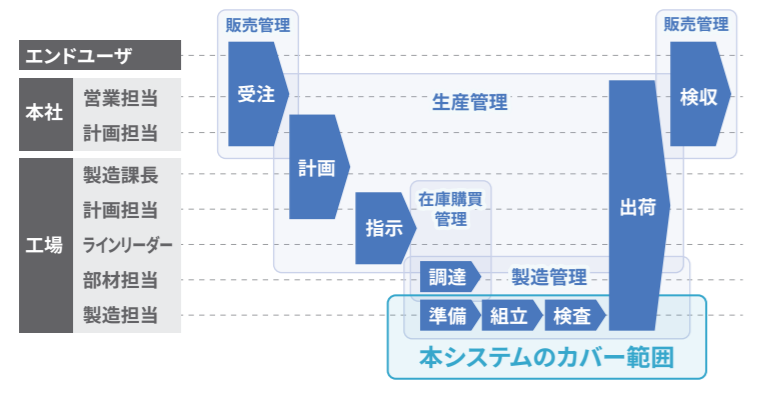 販売管理
販売管理
エンドユーザ
受注
検収
本社
営業担当
計画担当
生産管理
計画
出荷
工場
製造課長
計画担当
ラインリーダー
部材担当
製造担当
指示
在庫購買
管理
調達
製造管理
準備
組立
検査
本システムのカバー範囲